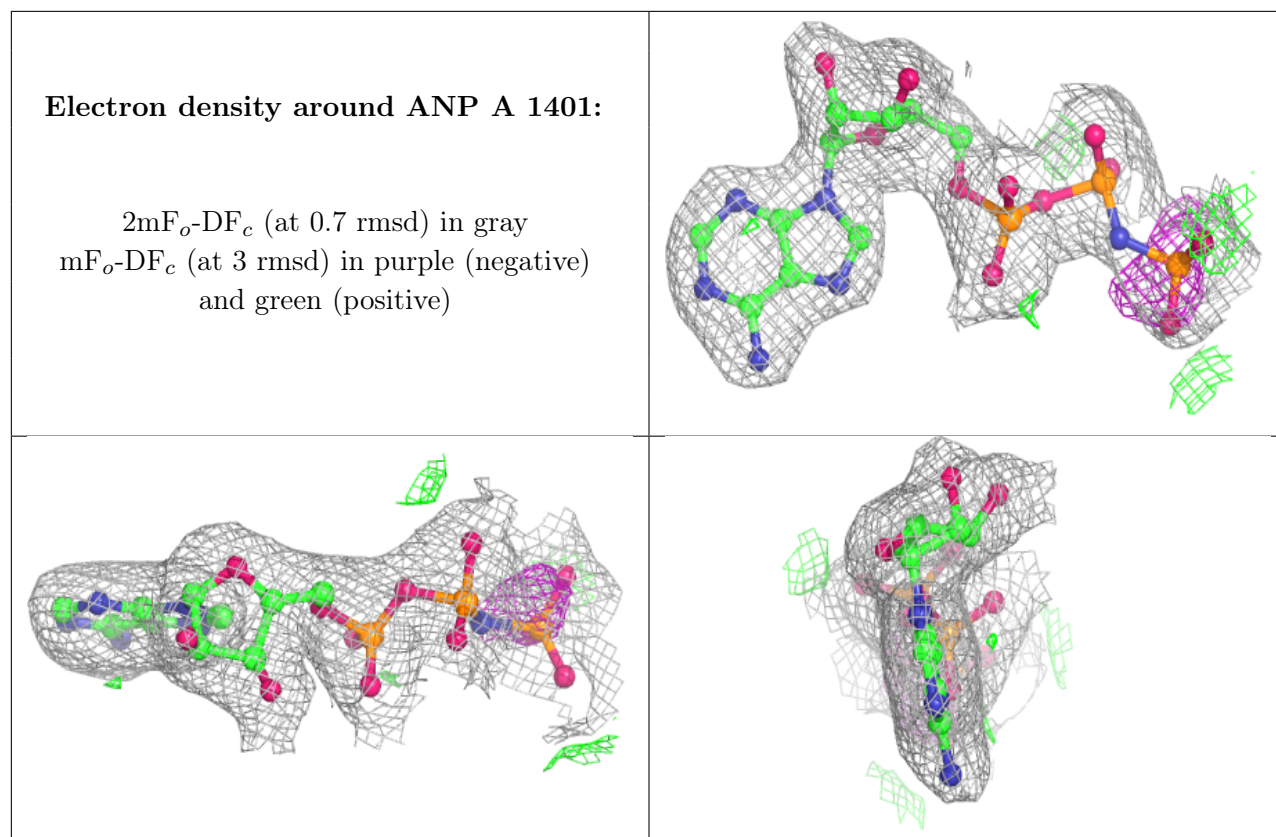 Electron density around ANP A 1401:
2mFo-DFc (at 0.7 rmsd) in gray
mFo-DFc (at 3 rmsd) in purple (negative)
and green (positive)